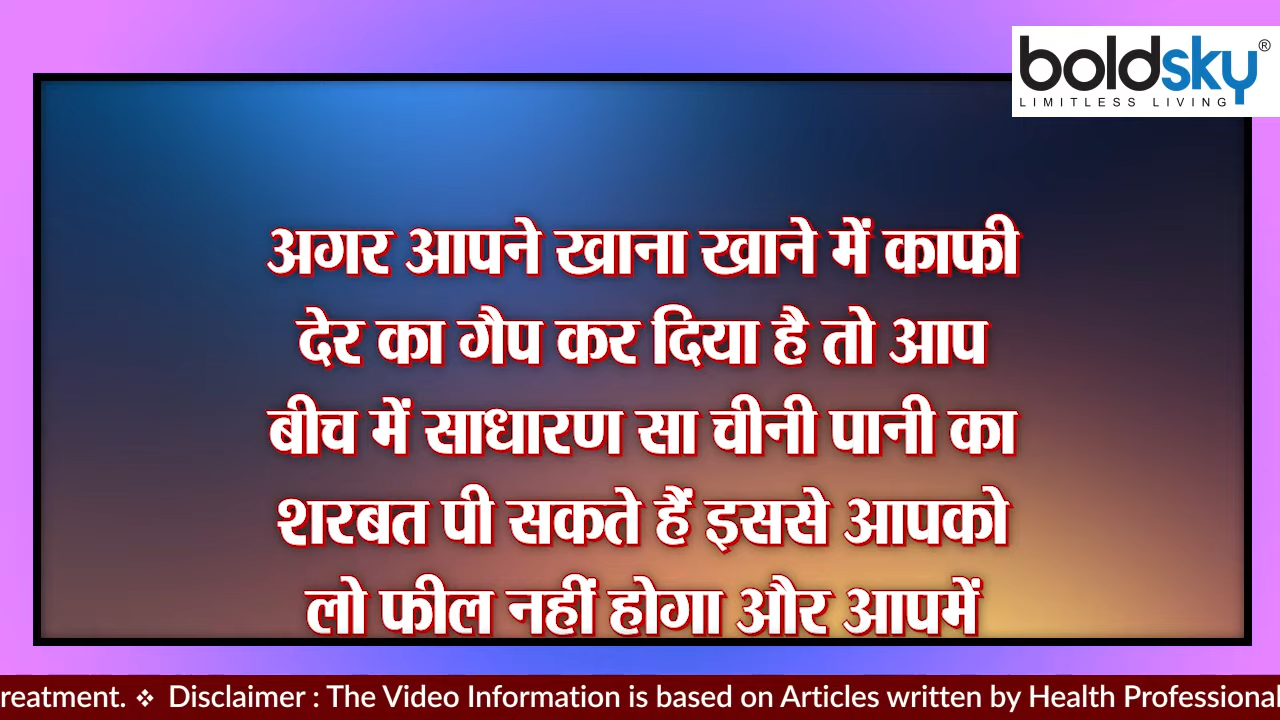 boldsky®
LIMITLESS LIVING
अगर आपने खाना खाने में काफी
देर का गैप कर दिया है तो आप
बीच में साधारण सा चीनी पानी का
शरबत पी सकते हैं इससे आपको
लो फील नहीं होगा और आपमें
reatment. ❖ Disclaimer : The Video Information is based on Articles written by Health Professional